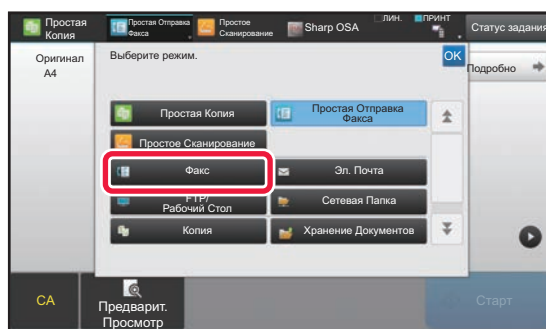 Простая
Копия
Простая Отправка
Факса
Простое
Сканирование
Sharp OSA
ЛИН.
ПРИНТ
Статус задания
Оригинал
A4
Выберите режим.
OK
Подробно
Простая Копия
Простая Отправка
Факса
Простое Сканирование
Факс
Эл. Почта
FTP/
Рабочий Стол
Сетевая Папка
Копия
Хранение Документов
CA
Предварит.
Просмотр
Старт